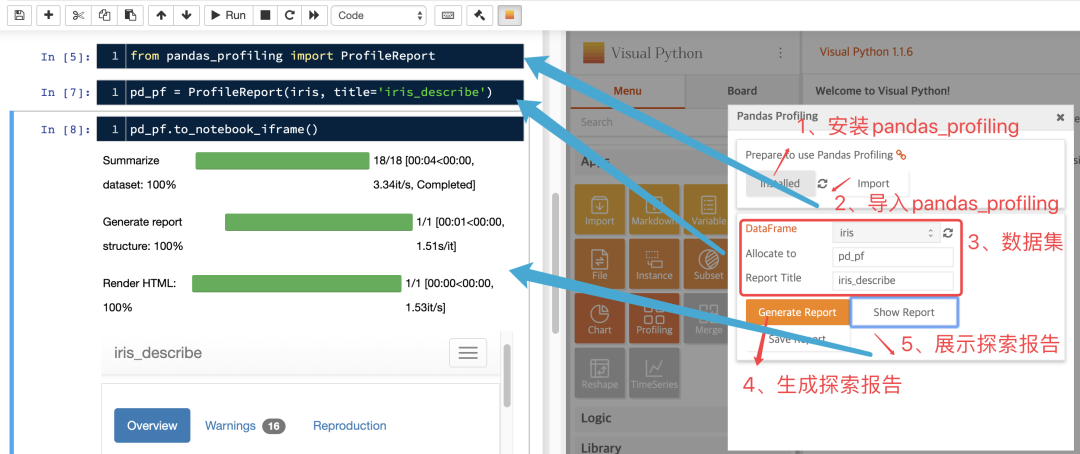 Run
Code
In [5]:
1 from pandas_profiling import ProfileReport
In [7]:
1 pd_pf = ProfileReport(iris, title='iris_describe')
In [8]:
1 pd_pf.to_notebook_iframe()
Summarize
dataset: 100%
18/18 [00:04<00:00,
3.34it/s, Completed]
Generate report
structure: 100%
1/1 [00:01<00:00,
1.51s/it]
Render HTML:
100%
1/1 [00:00<00:00,
1.53it/s]
iris_describe
Overview
Warnings 16
Reproduction
Visual Python
Visual Python 1.1.6
Menu
Board
Welcome to Visual Python!
Search
Apps
Import
Markdown
Variable
File
Instance
Subset
Chart
Profiling
Merge
Reshape
TimeSeries
Logic
Library
Pandas Profiling
1、安装pandas_profiling
Prepare to use Pandas Profiling
Installed
Import
2、导入pandas_profiling
3、数据集
DataFrame
iris
Allocate to
pd_pf
Report Title
iris_describe
Generate Report
Show Report
Save Report
5、展示探索报告
4、生成探索报告